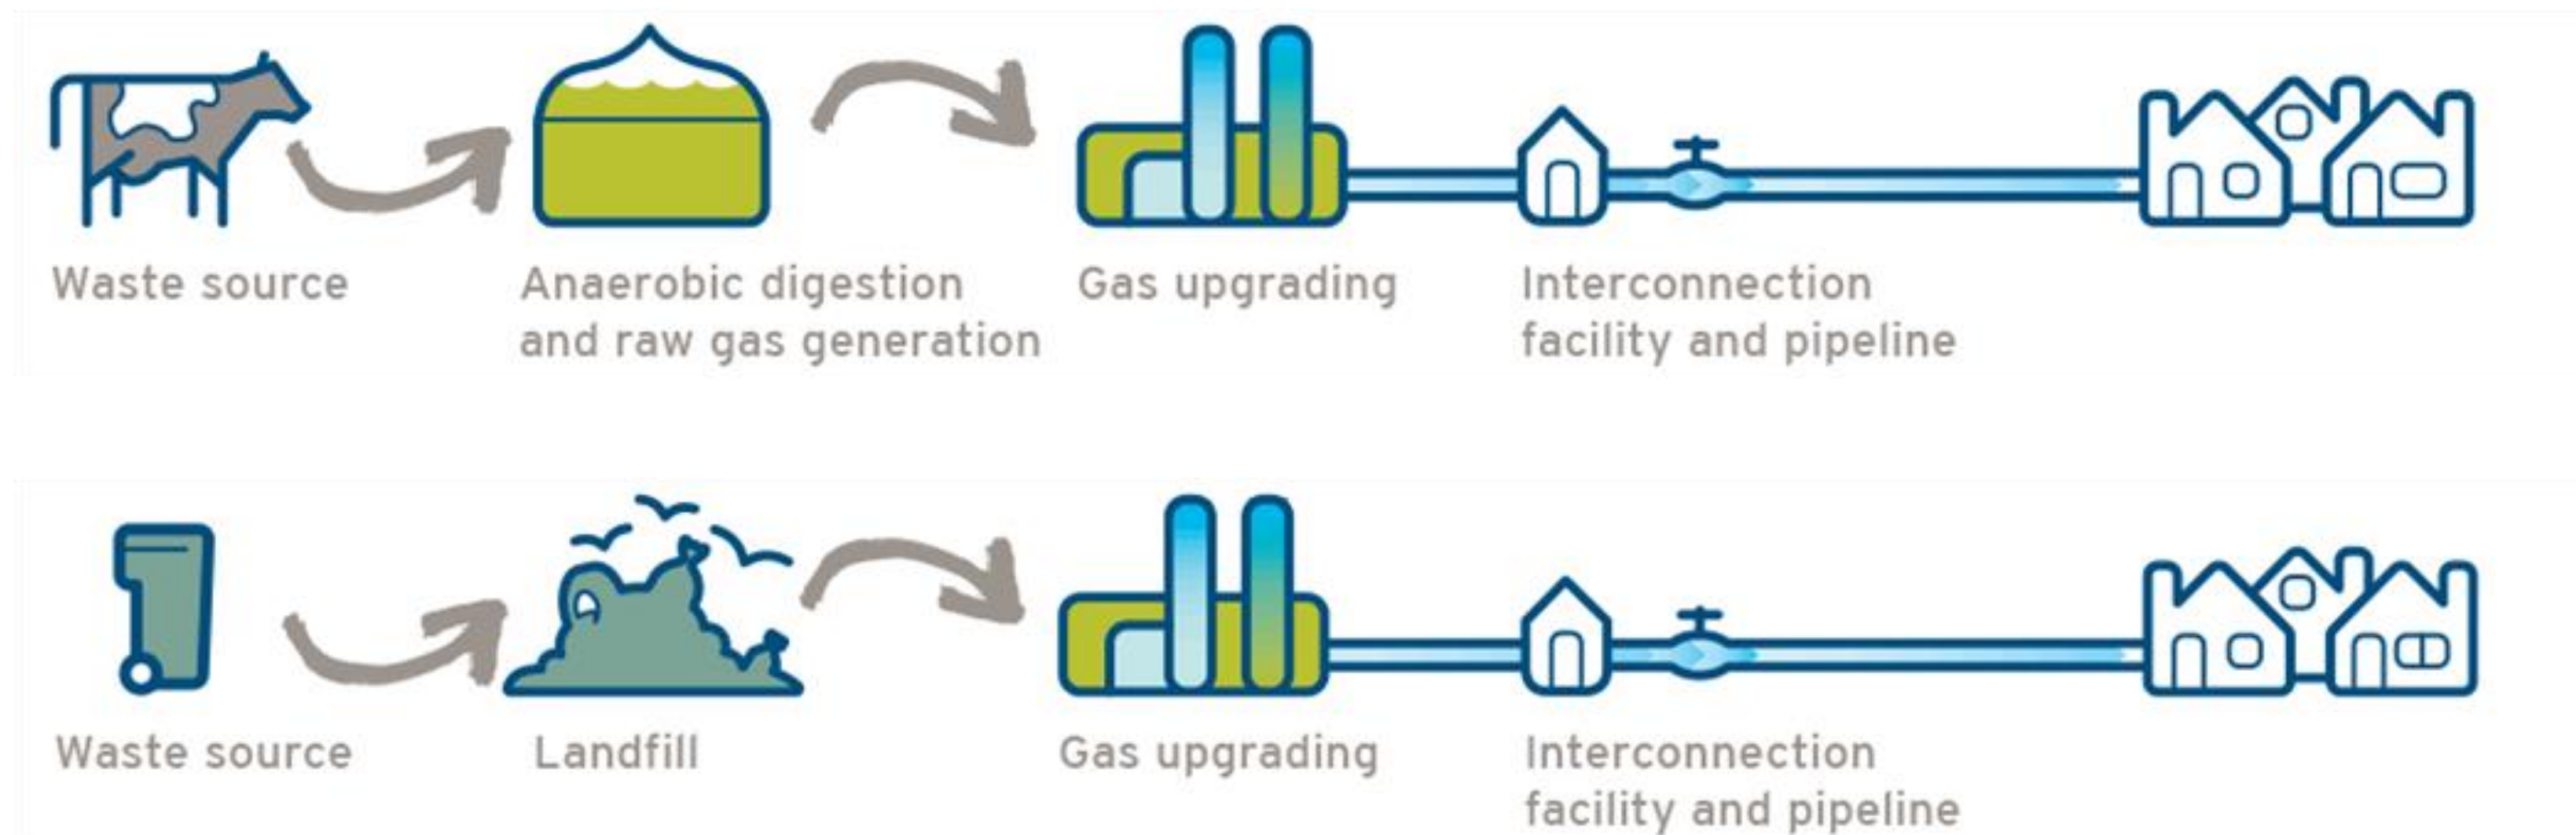 Waste source
Anaerobic digestion
and raw gas generation
Gas upgrading
Interconnection
facility and pipeline
Waste source
Landfill
Gas upgrading
Interconnection
facility and pipeline